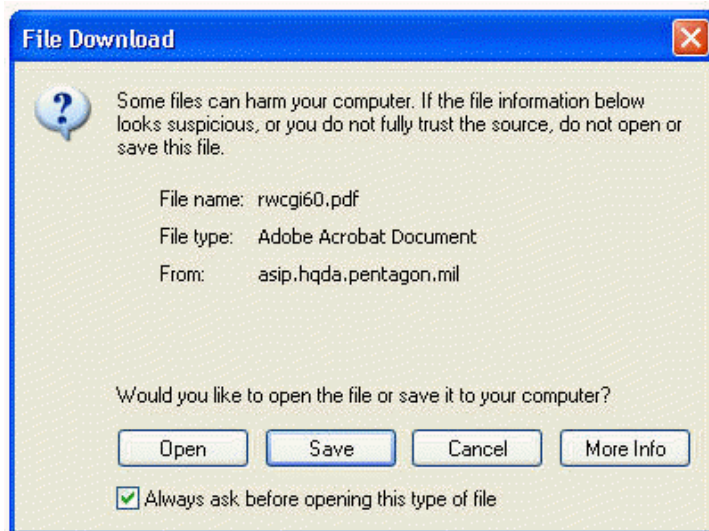 File Download
Some files can harm your computer. If the file information below
looks suspicious, or you do not fully trust the source, do not open or
save this file.
File name: rwcgi60.pdf
File type: Adobe Acrobat Document
From: asip.hqda.pentagon.mil
Would you like to open the file or save it to your computer?
Open Save Cancel More Info
Always ask before opening this type of file